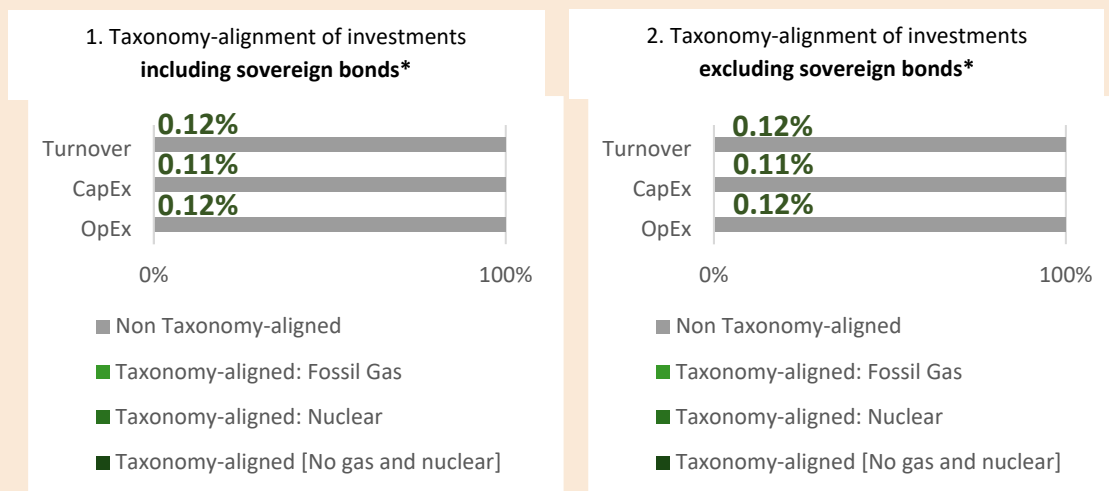 1. Taxonomy-alignment of investments
including sovereign bonds*
0.12%
Turnover
0.11%
CapEx
0.12%
OpEx
0% 100%
Non Taxonomy-aligned
Taxonomy-aligned: Fossil Gas
Taxonomy-aligned: Nuclear
Taxonomy-aligned [No gas and nuclear]
2. Taxonomy-alignment of investments
excluding sovereign bonds*
0.12%
Turnover
0.11%
CapEx
0.12%
OpEx
0% 100%
Non Taxonomy-aligned
Taxonomy-aligned: Fossil Gas
Taxonomy-aligned: Nuclear
Taxonomy-aligned [No gas and nuclear]